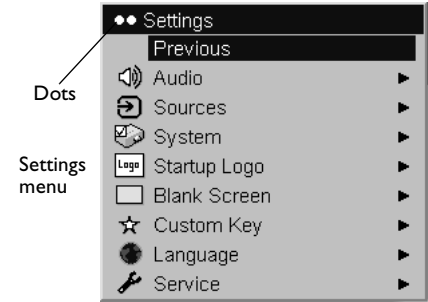 Settings
Previous
Audio
Dots
Sources
System
Settings
menu
Logo
Startup Logo
Blank Screen
Custom Key
Language
Service